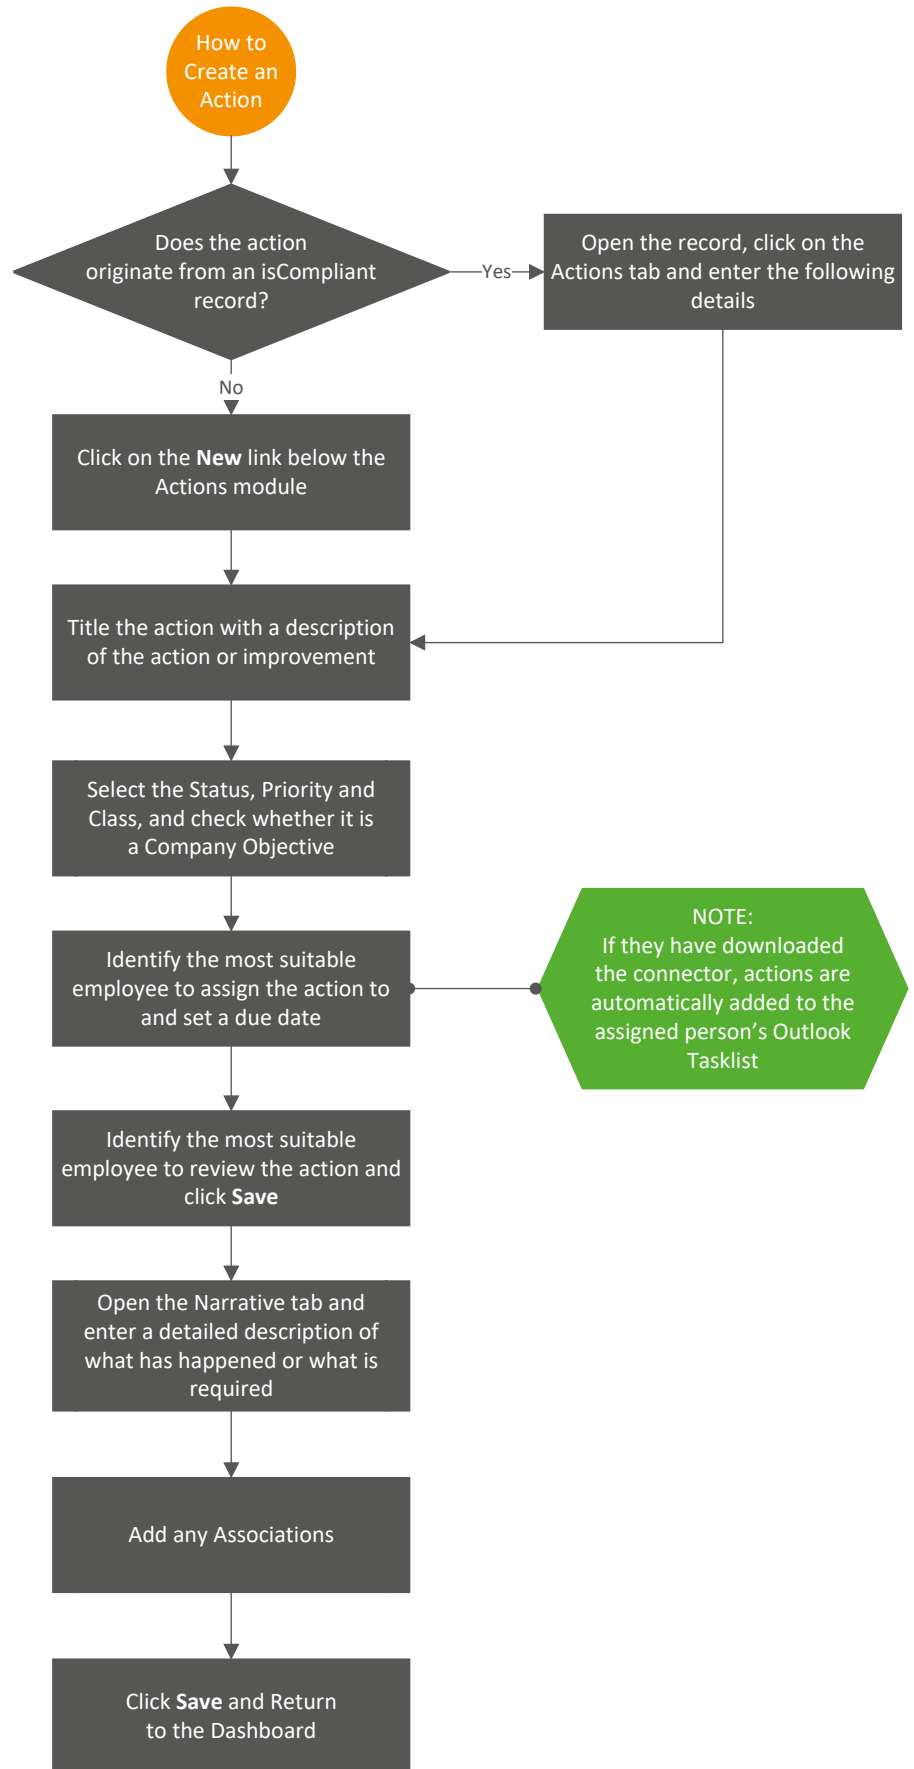 How to
Create an
Action
Does the action
originate from an isCompliant
record?
Yes
Open the record, click on the
Actions tab and enter the following
details
No
Click on the New link below the
Actions module
Title the action with a description
of the action or improvement
Select the Status, Priority and
Class, and check whether it is
a Company Objective
Identify the most suitable
employee to assign the action to
and set a due date
NOTE:
If they have downloaded
the connector, actions are
automatically added to the
assigned person’s Outlook
Tasklist
Identify the most suitable
employee to review the action and
click Save
Open the Narrative tab and
enter a detailed description of
what has happened or what is
required
Add any Associations
Click Save and Return
to the Dashboard